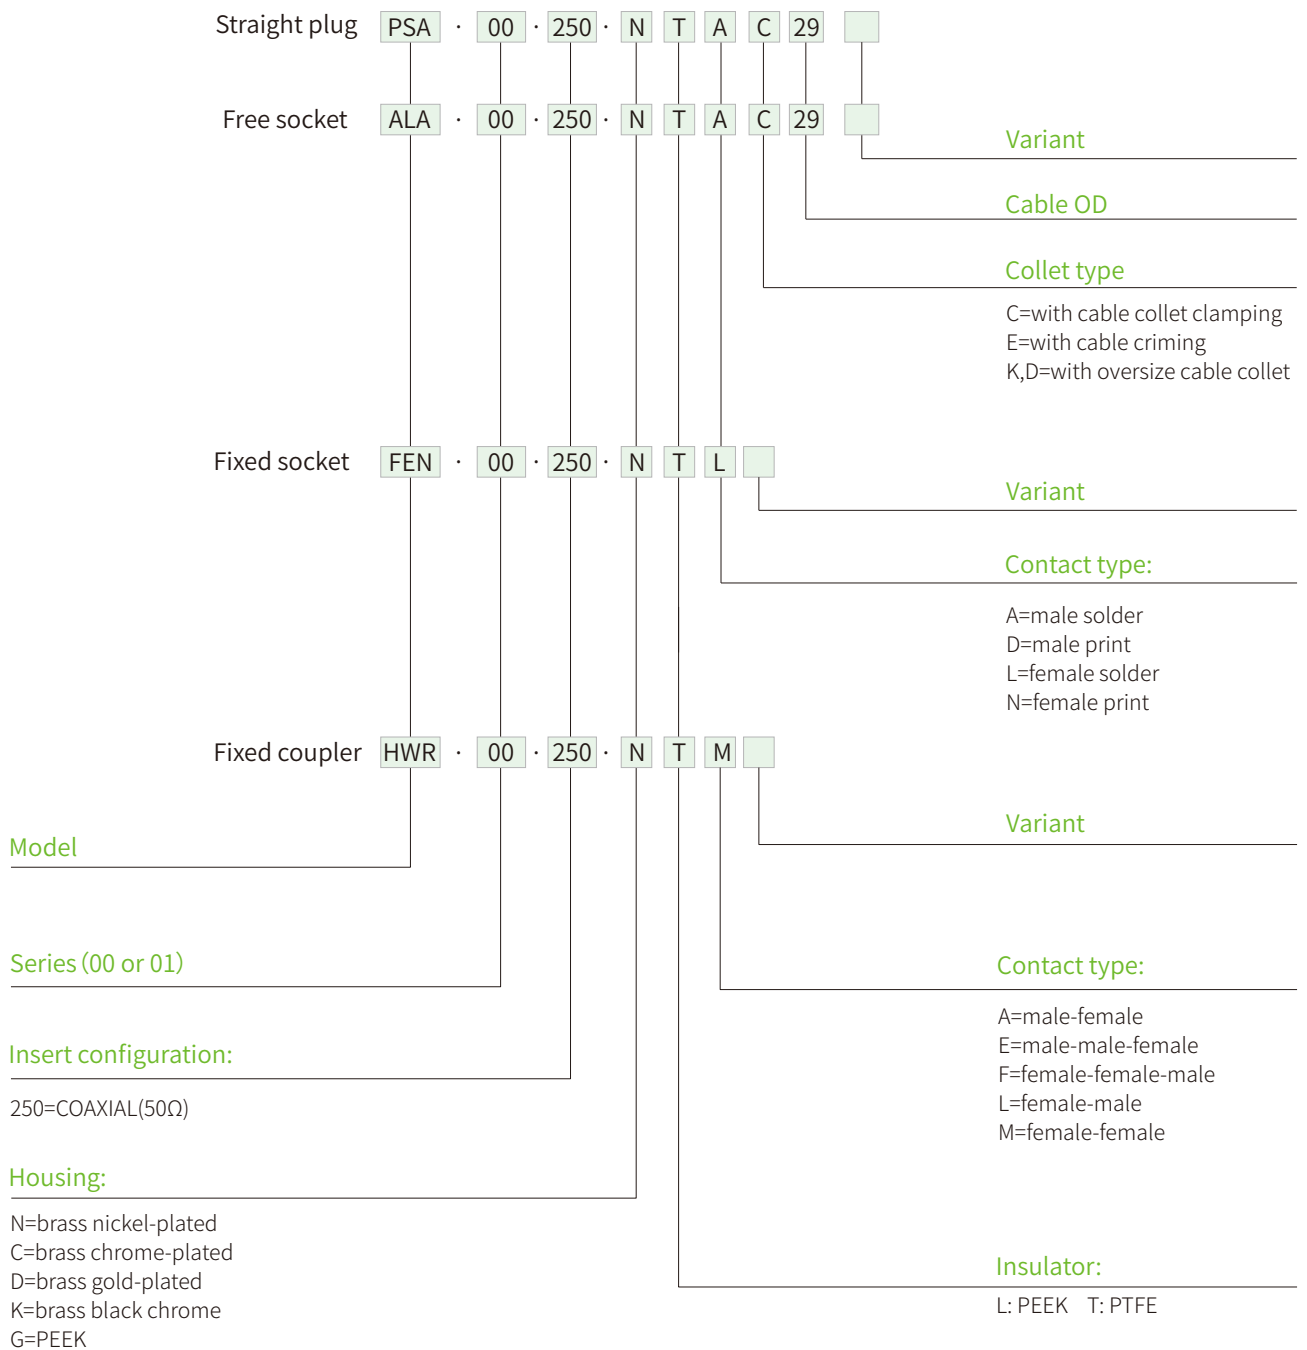 Straight plug PSA · 00 · 250 · N T A C 29
Free socket ALA · 00 · 250 · N T A C 29
Variant
Cable OD
Collet type
C=with cable collet clamping
E=with cable criming
K,D=with oversize cable collet
Fixed socket FEN · 00 · 250 · N T L
Variant
Contact type:
A=male solder
D=male print
L=female solder
N=female print
Fixed coupler HWR · 00 · 250 · N T M
Variant
Model
Series（00 or 01）
Contact type:
A=male-female
E=male-male-female
F=female-female-male
L=female-male
M=female-female
Insert configuration:
250=COAXIAL(50Ω)
Housing:
N=brass nickel-plated
C=brass chrome-plated
D=brass gold-plated
K=brass black chrome
G=PEEK
Insulator:
L: PEEK T: PTFE